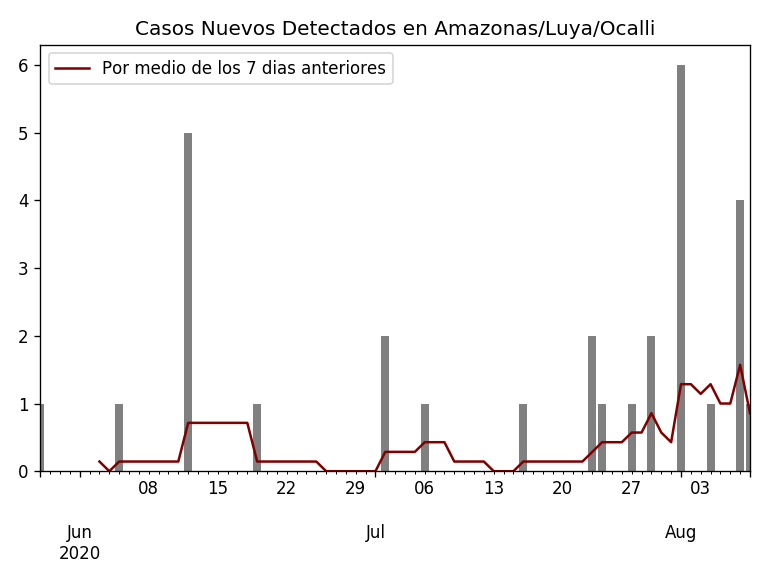 Casos Nuevos Detectados en Amazonas/Luya/Ocalli
Por medio de los 7 dias anteriores
6
5
4
3
2
1
0
08 15 22 29 06 13 20 27 03
Jun Jul Aug
2020